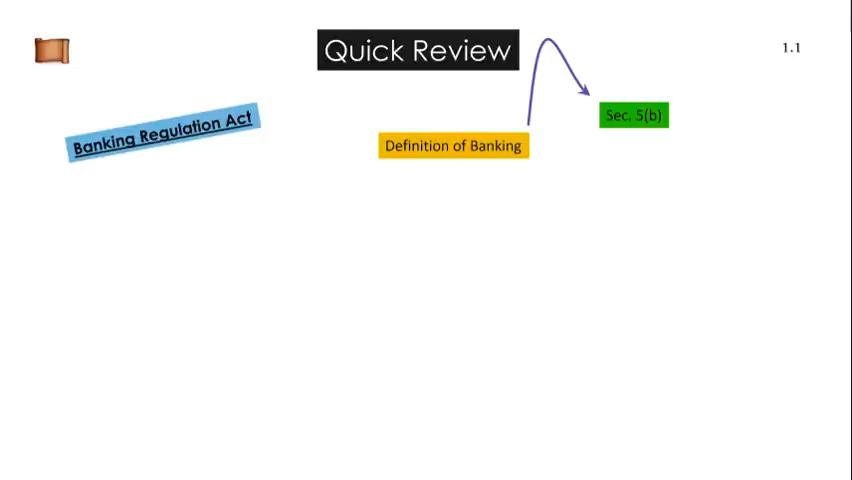 Quick Review
1.1
Banking Regulation Act
Definition of Banking
Sec. 5(b)